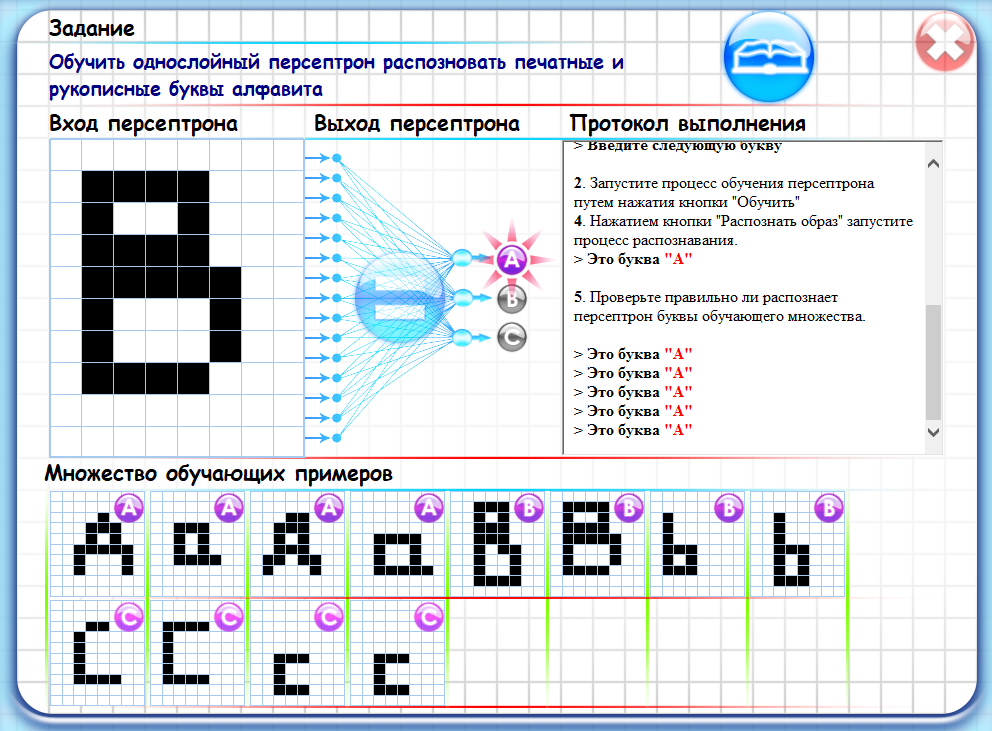 Задание
Обучить однослойный персептрон распозновать печатные и
рукописные буквы алфавита
Вход персептрона
Выход персептрона
Протокол выполнения
> Введите следующую букву
2. Запустите процесс обучения персептрона
путем нажатия кнопки "Обучить"
4. Нажатием кнопки "Распознать образ" запустите
процесс распознавания.
> Это буква "А"
5. Проверьте правильно ли распознает
персептрон буквы обучающего множества.
> Это буква "А"
> Это буква "А"
> Это буква "А"
> Это буква "А"
> Это буква "А"
A
B
C
Множество обучающих примеров
A A A A B B B B
C C C C